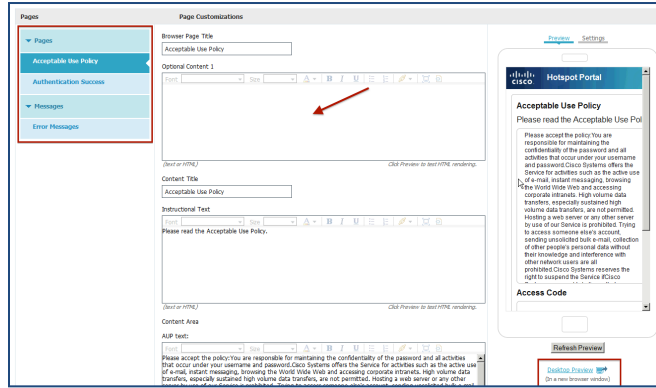 Pages
Page Customizations
Pages
Acceptable Use Policy
Authentication Success
Messages
Error Messages
Browser Page Title
Acceptable Use Policy
Optional Content 1
Font Size A B I U
(text or HTML) Click Preview to test HTML rendering.
Content Title
Acceptable Use Policy
Instructional Text
Font Size A B I U
Please read the Acceptable Use Policy.
(text or HTML) Click Preview to test HTML rendering.
Content Area
AUP text:
Font Size A B I U
Please accept the policy:You are responsible for maintaining the confidentiality of the password and all activities
that occur under your username and password.Cisco Systems offers the Service for activities such as the active use
of e-mail, instant messaging, browsing the World Wide Web and accessing corporate intranets. High volume data
transfers, especially sustained high volume data transfers, are not permitted. Hosting a web server or any other
Preview Settings
CISCO Hotspot Portal
Acceptable Use Policy
Please read the Acceptable Use Pol
Please accept the policy:You are
responsible for maintaining the
confidentiality of the password and all
activities that occur under your username
and password.Cisco Systems offers the
Service for activities such as the active use
of e-mail, instant messaging, browsing
the World Wide Web and accessing
corporate intranets. High volume data
transfers, especially sustained high
volume data transfers, are not permitted.
Hosting a web server or any other server
by use of our Service is prohibited. Trying
to access someone else's account,
sending unsolicited bulk e-mail, collection
of other people's personal data without
their knowledge and interference with
other network users are all
prohibited.Cisco Systems reserves the
right to suspend the Service ifCisco
Access Code
Refresh Preview
Desktop Preview
(In a new browser window)